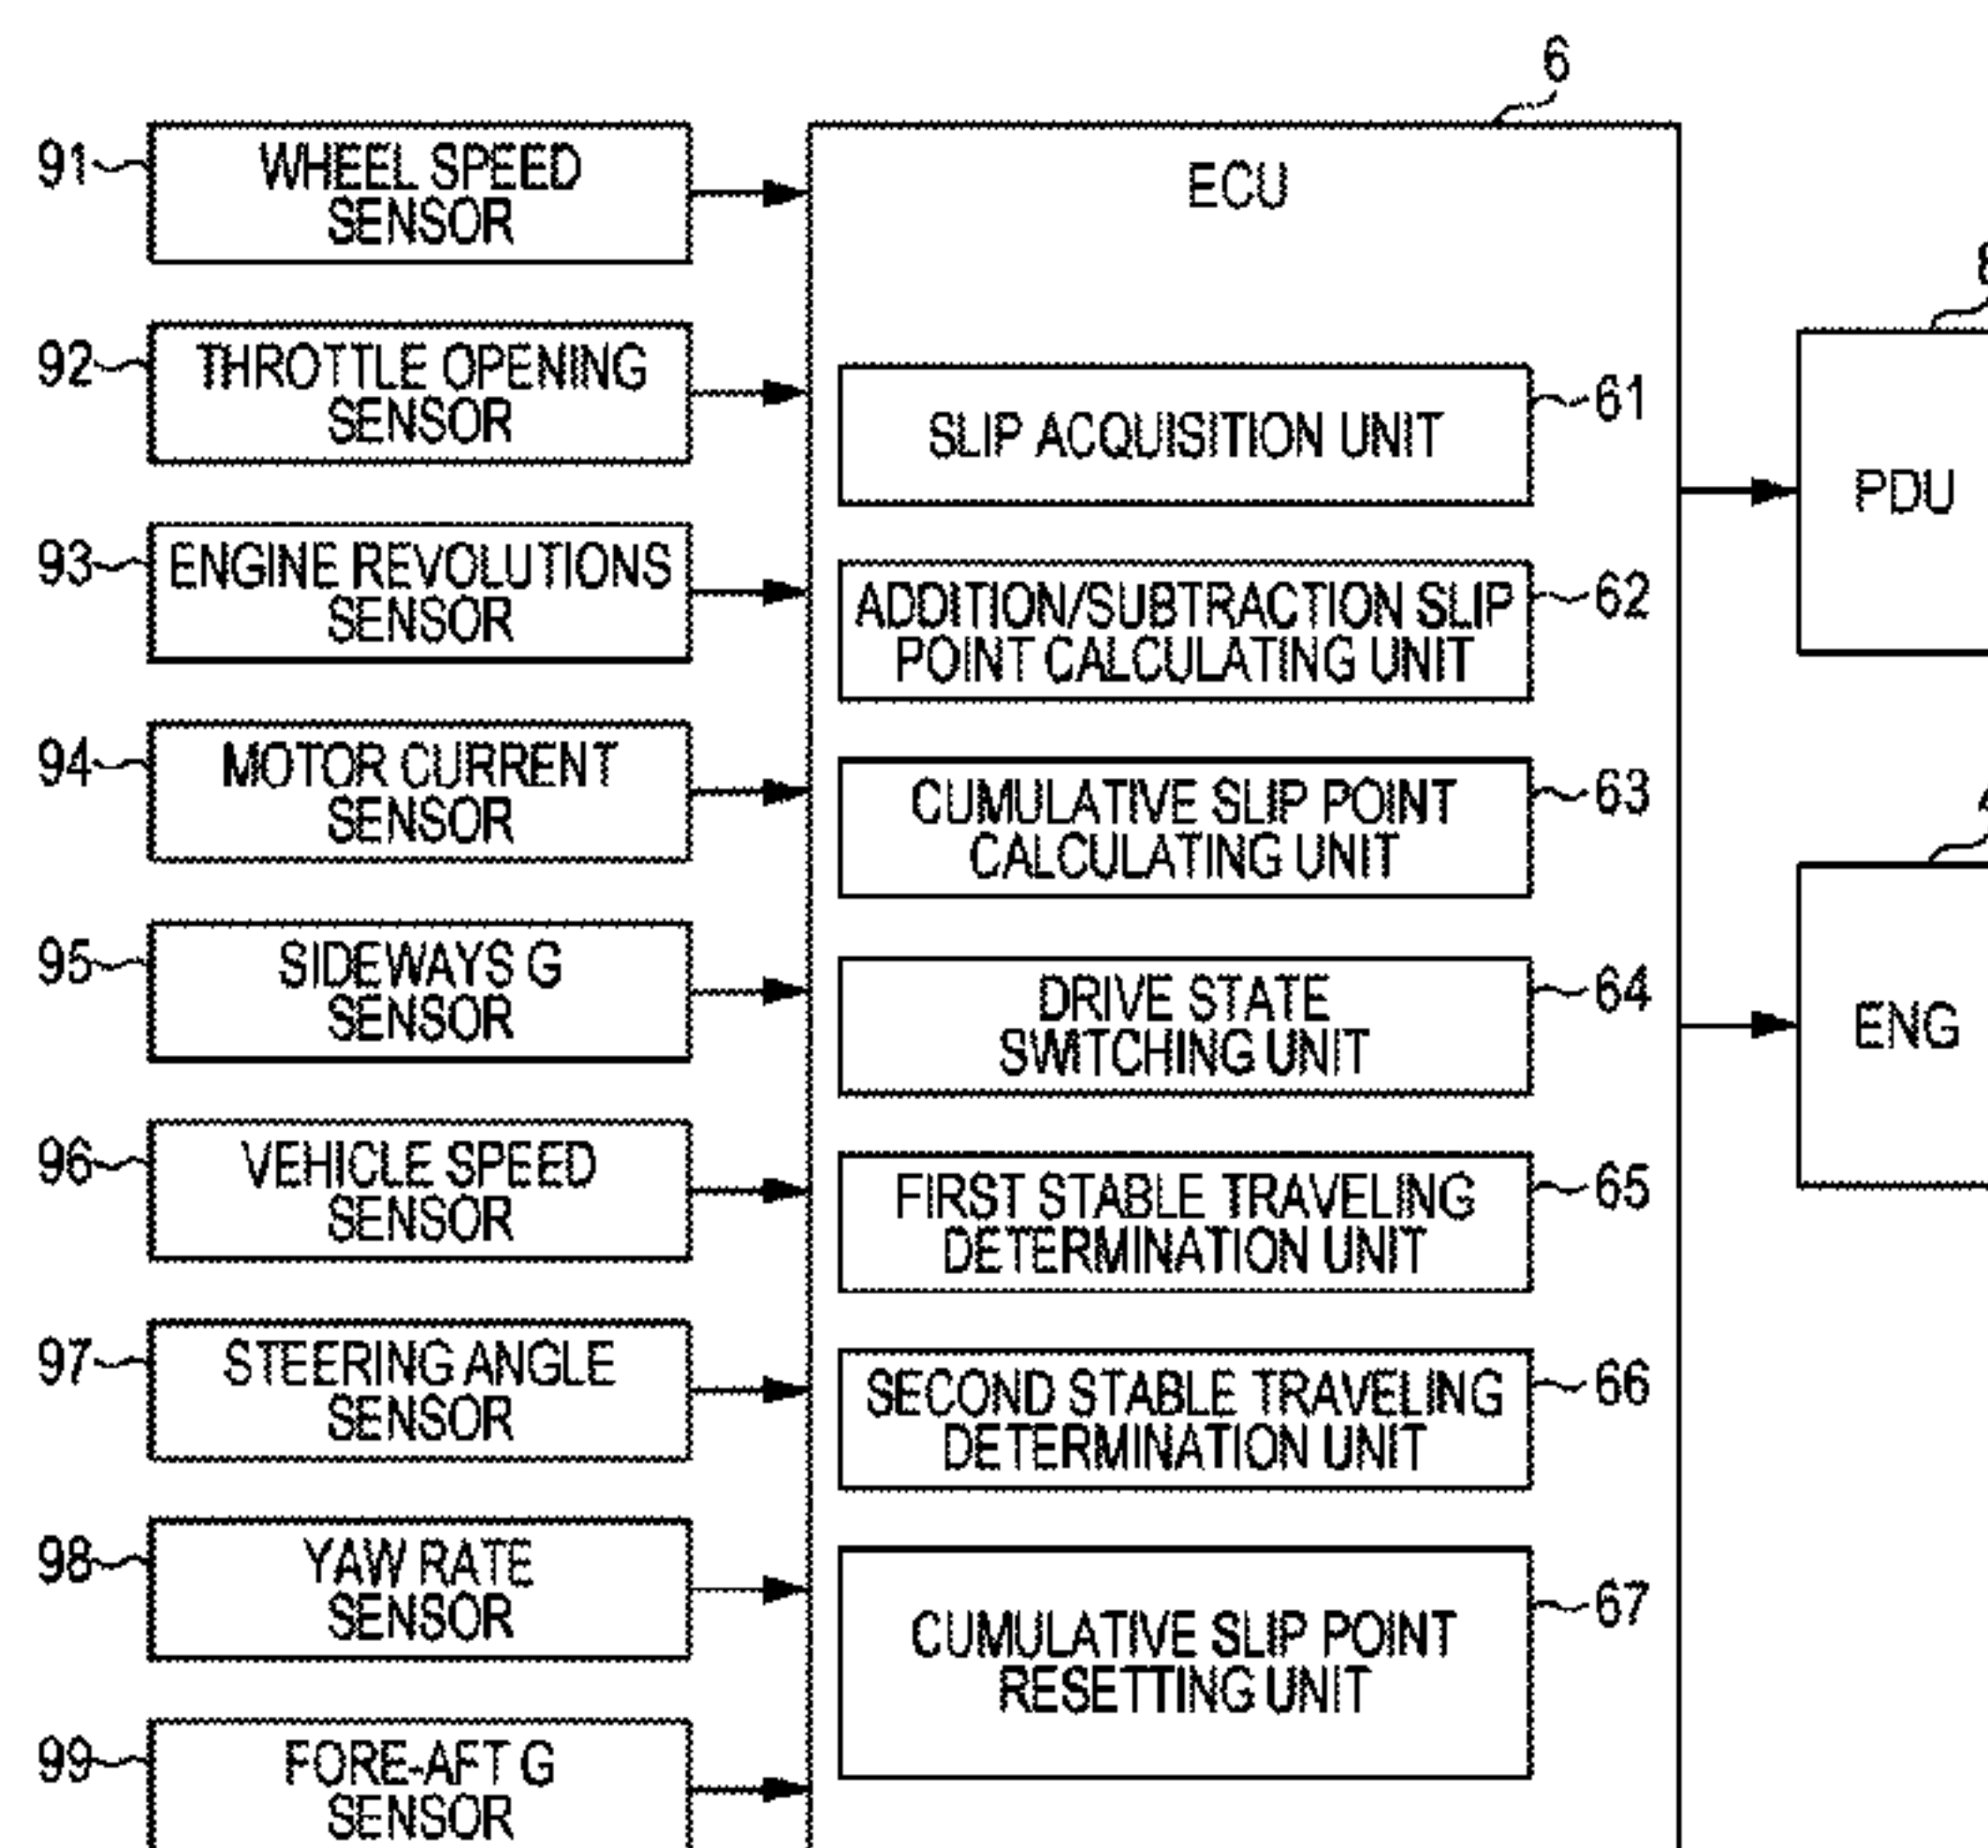 6
91
WHEEL SPEED
SENSOR
ECU
92
THROTTLE OPENING
SENSOR
61
SLIP ACQUISITION UNIT
PDU
93
ENGINE REVOLUTIONS
SENSOR
62
ADDITION/SUBTRACTION SLIP
POINT CALCULATING UNIT
94
MOTOR CURRENT
SENSOR
63
CUMULATIVE SLIP POINT
CALCULATING UNIT
95
SIDEWAYS G
SENSOR
64
DRIVE STATE
SWITCHING UNIT
ENG
96
VEHICLE SPEED
SENSOR
65
FIRST STABLE TRAVELING
DETERMINATION UNIT
97
STEERING ANGLE
SENSOR
66
SECOND STABLE TRAVELING
DETERMINATION UNIT
98
YAW RATE
SENSOR
67
CUMULATIVE SLIP POINT
RESETTING UNIT
99
FORE-AFT G
SENSOR